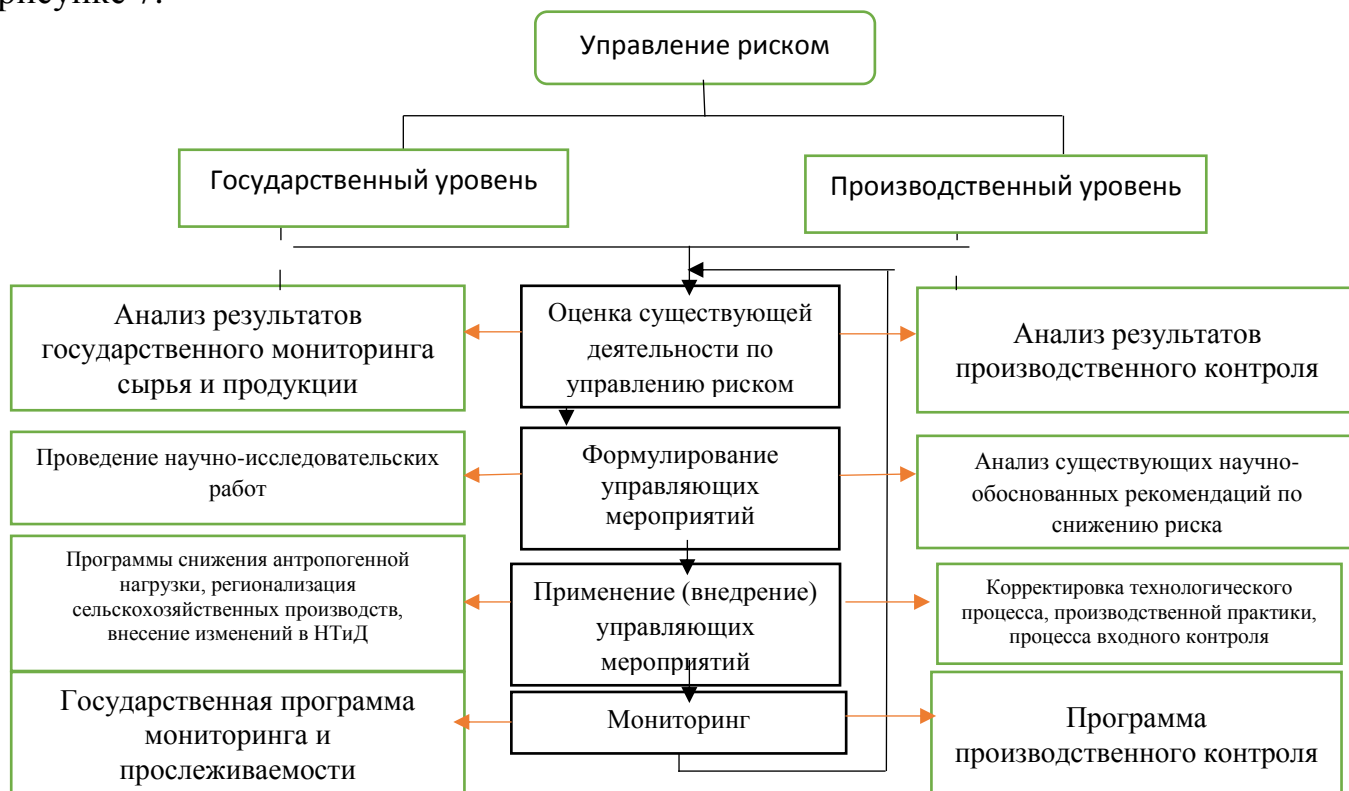 рисунке 7.
Управление риском
Государственный уровень
Производственный уровень
Анализ результатов
государственного мониторинга
сырья и продукции
Оценка существующей
деятельности по
управлению риском
Анализ результатов
производственного контроля
Проведение научно-исследовательских
работ
Формулирование
управляющих
мероприятий
Анализ существующих научно-
обоснованных рекомендаций по
снижению риска
Программы снижения антропогенной
нагрузки, регионализация
сельскохозяйственных производств,
внесение изменений в НТиД
Применение (внедрение)
управляющих
мероприятий
Корректировка технологического
процесса, производственной практики,
процесса входного контроля
Государственная программа
мониторинга и
прослеживаемости
Мониторинг
Программа
производственного контроля